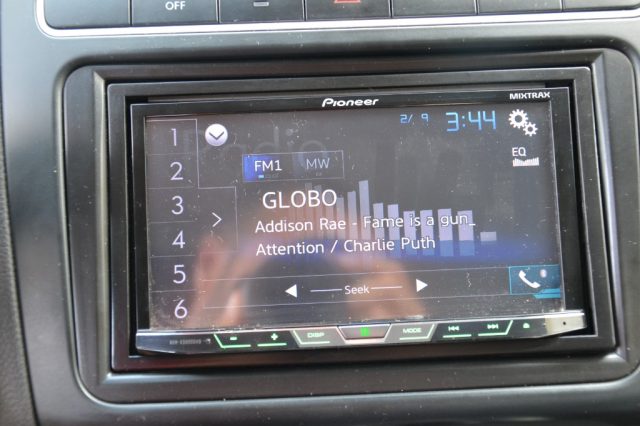 OFF
Pioneer
MIXTRAX
2/ 9 3:44
1
2
3
4
5
6
FM1 MW
EQ
GLOBO
Addison Rae - Fame is a gun_
Attention / Charlie Puth
Seek
DISP
MODE